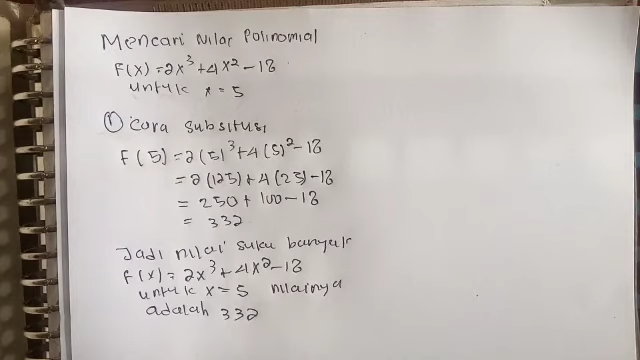 Mencari Nilai Polinomial
F(x) = 2x³ + 4x² - 18
untuk x = 5
① cara substitusi
F(5) = 2(5)³ + 4(5)² - 18
= 2(125) + 4(25) - 18
= 250 + 100 - 18
= 332
Jadi nilai suku banyak
F(x) = 2x³ + 4x² - 18
untuk x = 5 nilainya
adalah 332